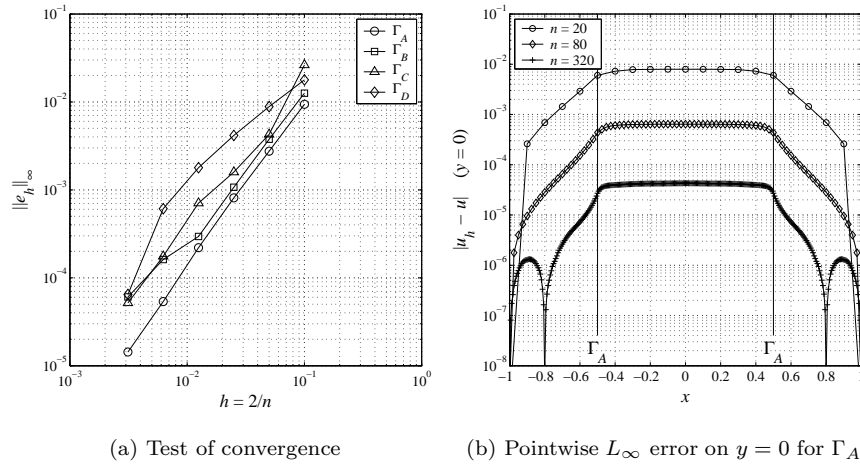 10⁻¹
10⁻²
10⁻³
10⁻⁴
10⁻⁵
||e_h||_∞
10⁻³
10⁻²
10⁻¹
10⁰
h = 2/n
Γ_A
Γ_B
Γ_C
Γ_D
(a) Test of convergence
10⁻¹
10⁻²
10⁻³
10⁻⁴
10⁻⁵
10⁻⁶
10⁻⁷
10⁻⁸
|u_h − u| (y = 0)
n = 20
n = 80
n = 320
Γ_A
Γ_A
−1
−0.8
−0.6
−0.4
−0.2
0
0.2
0.4
0.6
0.8
1
x
(b) Pointwise L_∞ error on y = 0 for Γ_A